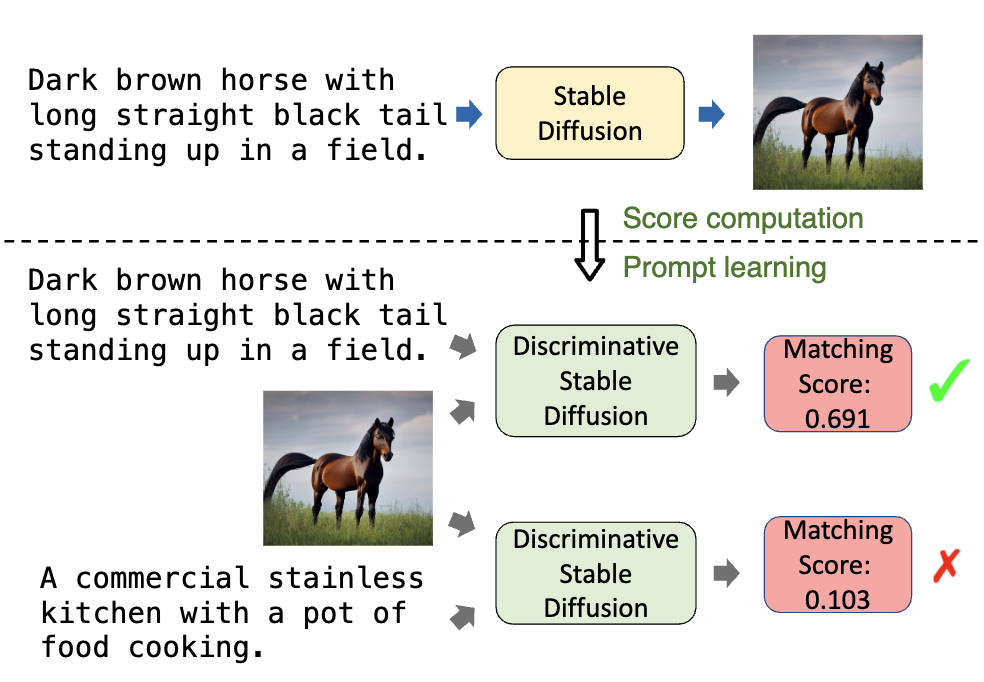 Dark brown horse with
long straight black tail
standing up in a field.
Stable
Diffusion
Score computation
Prompt learning
Dark brown horse with
long straight black tail
standing up in a field.
Discriminative
Stable
Diffusion
Matching
Score:
0.691
A commercial stainless
kitchen with a pot of
food cooking.
Discriminative
Stable
Diffusion
Matching
Score:
0.103